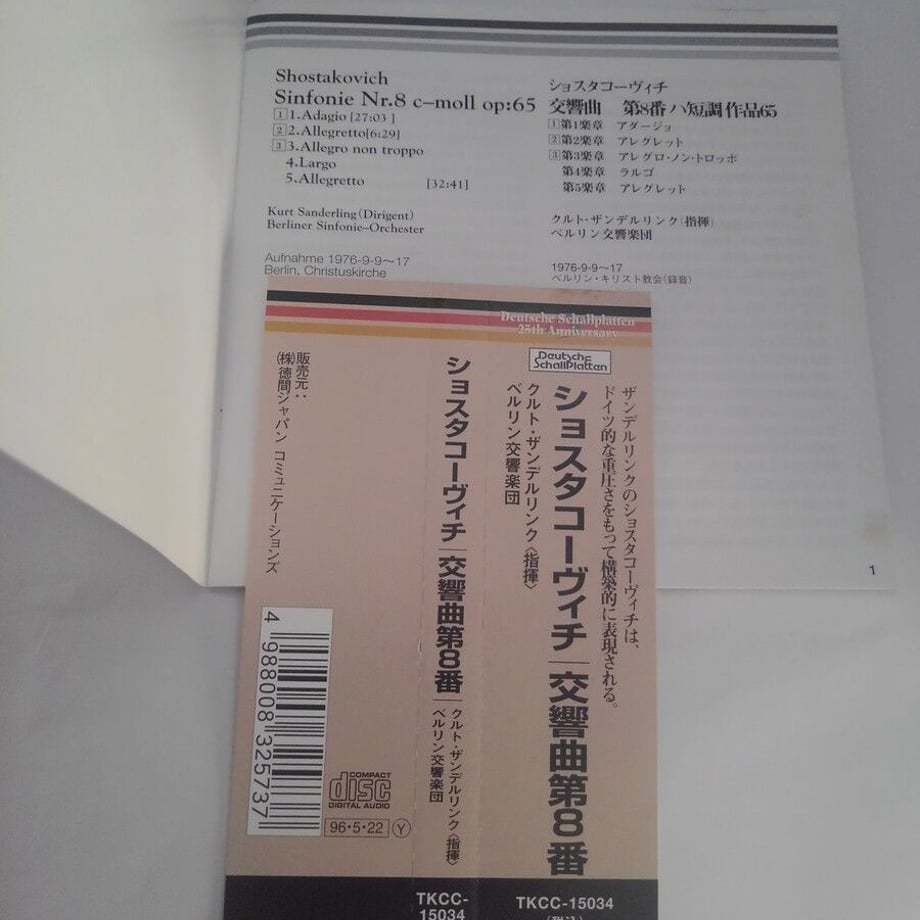 Shostakovich
Sinfonie Nr.8 c–moll op:65
1 1.Adagio [27:03 ]
2 2.Allegretto[6:29]
3 3.Allegro non troppo
4.Largo
5.Allegretto [32:41]
Kurt Sanderling(Dirigent)
Berliner Sinfonie–Orchester
Aufnahme 1976-9-9〜17
Berlin, Christuskirche
ショスタコーヴィチ
交響曲 第8番 ハ短調 作品65
1 第1楽章 アダージョ
2 第2楽章 アレグレット
3 第3楽章 アレグロ・ノン・トロッポ
第4楽章 ラルゴ
第5楽章 アレグレット
クルト・ザンデルリンク(指揮)
ベルリン交響楽団
1976-9-9〜17
ベルリン・キリスト教会(録音)
1
Deutsche Schallplatten
25th Anniversary
Deutsche
Schallplatten
ザンデルリンクのショスタコーヴィチは、
ドイツ的な重圧さをもって構築的に表現される。
ショスタコーヴィチ|交響曲第8番
クルト・ザンデルリンク〈指揮〉
ベルリン交響楽団
TKCC-15034
ショスタコーヴィチ|交響曲第8番|
クルト・ザンデルリンク〈指揮〉
ベルリン交響楽団
TKCC-
15034
販売元:
(株)徳間ジャパン コミュニケーションズ
4 988008 325737
COMPACT
disc
DIGITAL AUDIO
96・5・22 Y